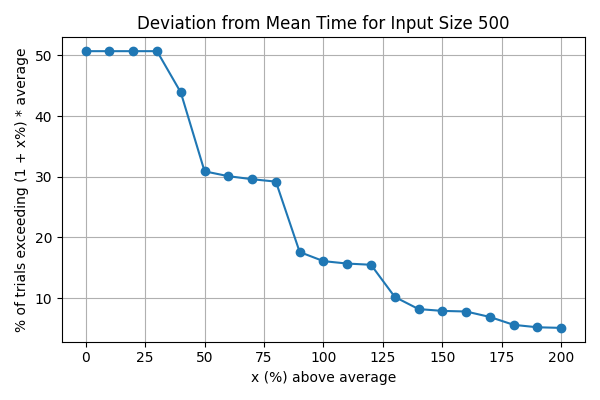 Deviation from Mean Time for Input Size 500
% of trials exceeding (1 + x%) * average
50
40
30
20
10
0 25 50 75 100 125 150 175 200
x (%) above average